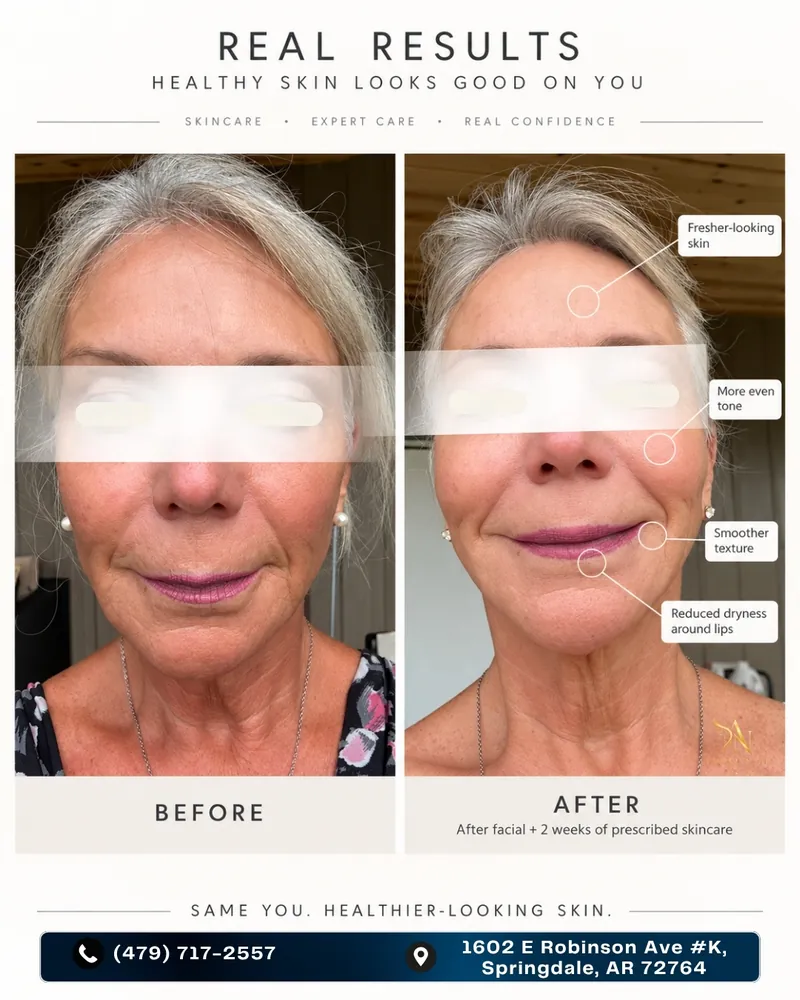 REAL RESULTS
HEALTHY SKIN LOOKS GOOD ON YOU
SKINCARE • EXPERT CARE • REAL CONFIDENCE
Fresher-looking
skin
More even
tone
Smoother
texture
Reduced dryness
around lips
BEFORE
AFTER
After facial + 2 weeks of prescribed skincare
SAME YOU. HEALTHIER-LOOKING SKIN.
(479) 717-2557
1602 E Robinson Ave #K,
Springdale, AR 72764